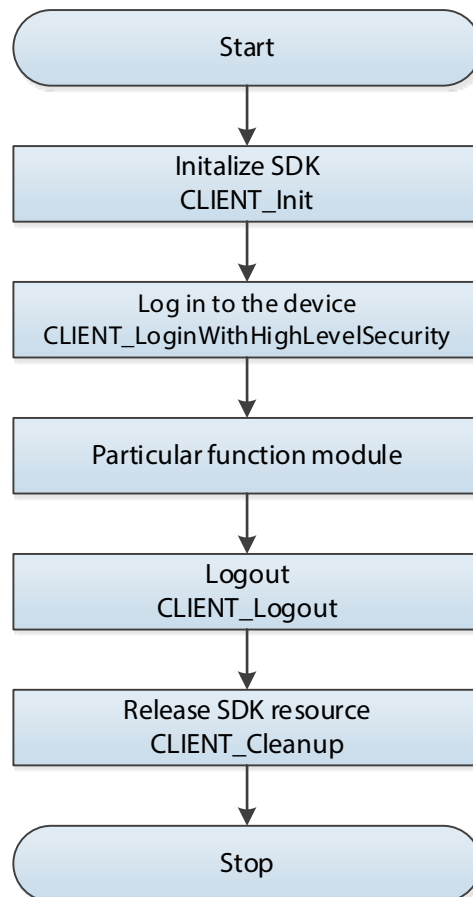 Start
Initalize SDK
CLIENT_Init
Log in to the device
CLIENT_LoginWithHighLevelSecurity
Particular function module
Logout
CLIENT_Logout
Release SDK resource
CLIENT_Cleanup
Stop